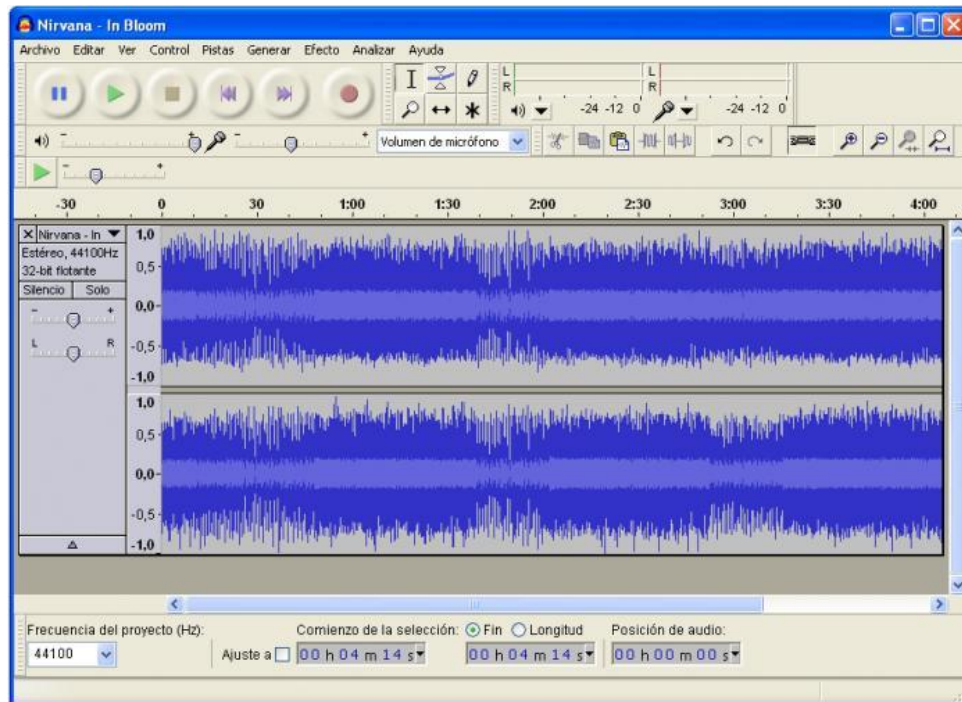 Nirvana - In Bloom
Archivo Editar Ver Control Pistas Generar Efecto Analizar Ayuda
L
R
-24 -12 0
L
R
-24 -12 0
- + - + Volumen de micrófono
- +
-30 0 30 1:00 1:30 2:00 2:30 3:00 3:30 4:00
X Nirvana - In
Estéreo, 44100Hz
32-bit flotante
Silencio Solo
- +
L R
1,0
0,5-
0,0-
-0,5-
-1,0
1,0
0,5-
0,0-
-0,5-
-1,0
Frecuencia del proyecto (Hz):
44100
Ajuste a
Comienzo de la selección: Fin Longitud
00 h 04 m 14 s
00 h 04 m 14 s
Posición de audio:
00 h 00 m 00 s